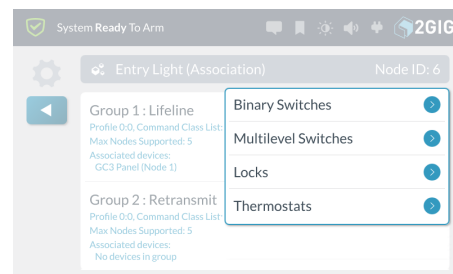 System Ready To Arm
2GIG
Entry Light (Association)
Node ID: 6
Group 1 : Lifeline
Profile 0:0, Command Class List:
Max Nodes Supported: 5
Associated devices:
GC3 Panel (Node 1)
Group 2 : Retransmit
Profile 0:0, Command Class List:
Max Nodes Supported: 5
Associated devices:
No devices in group
Binary Switches
Multilevel Switches
Locks
Thermostats